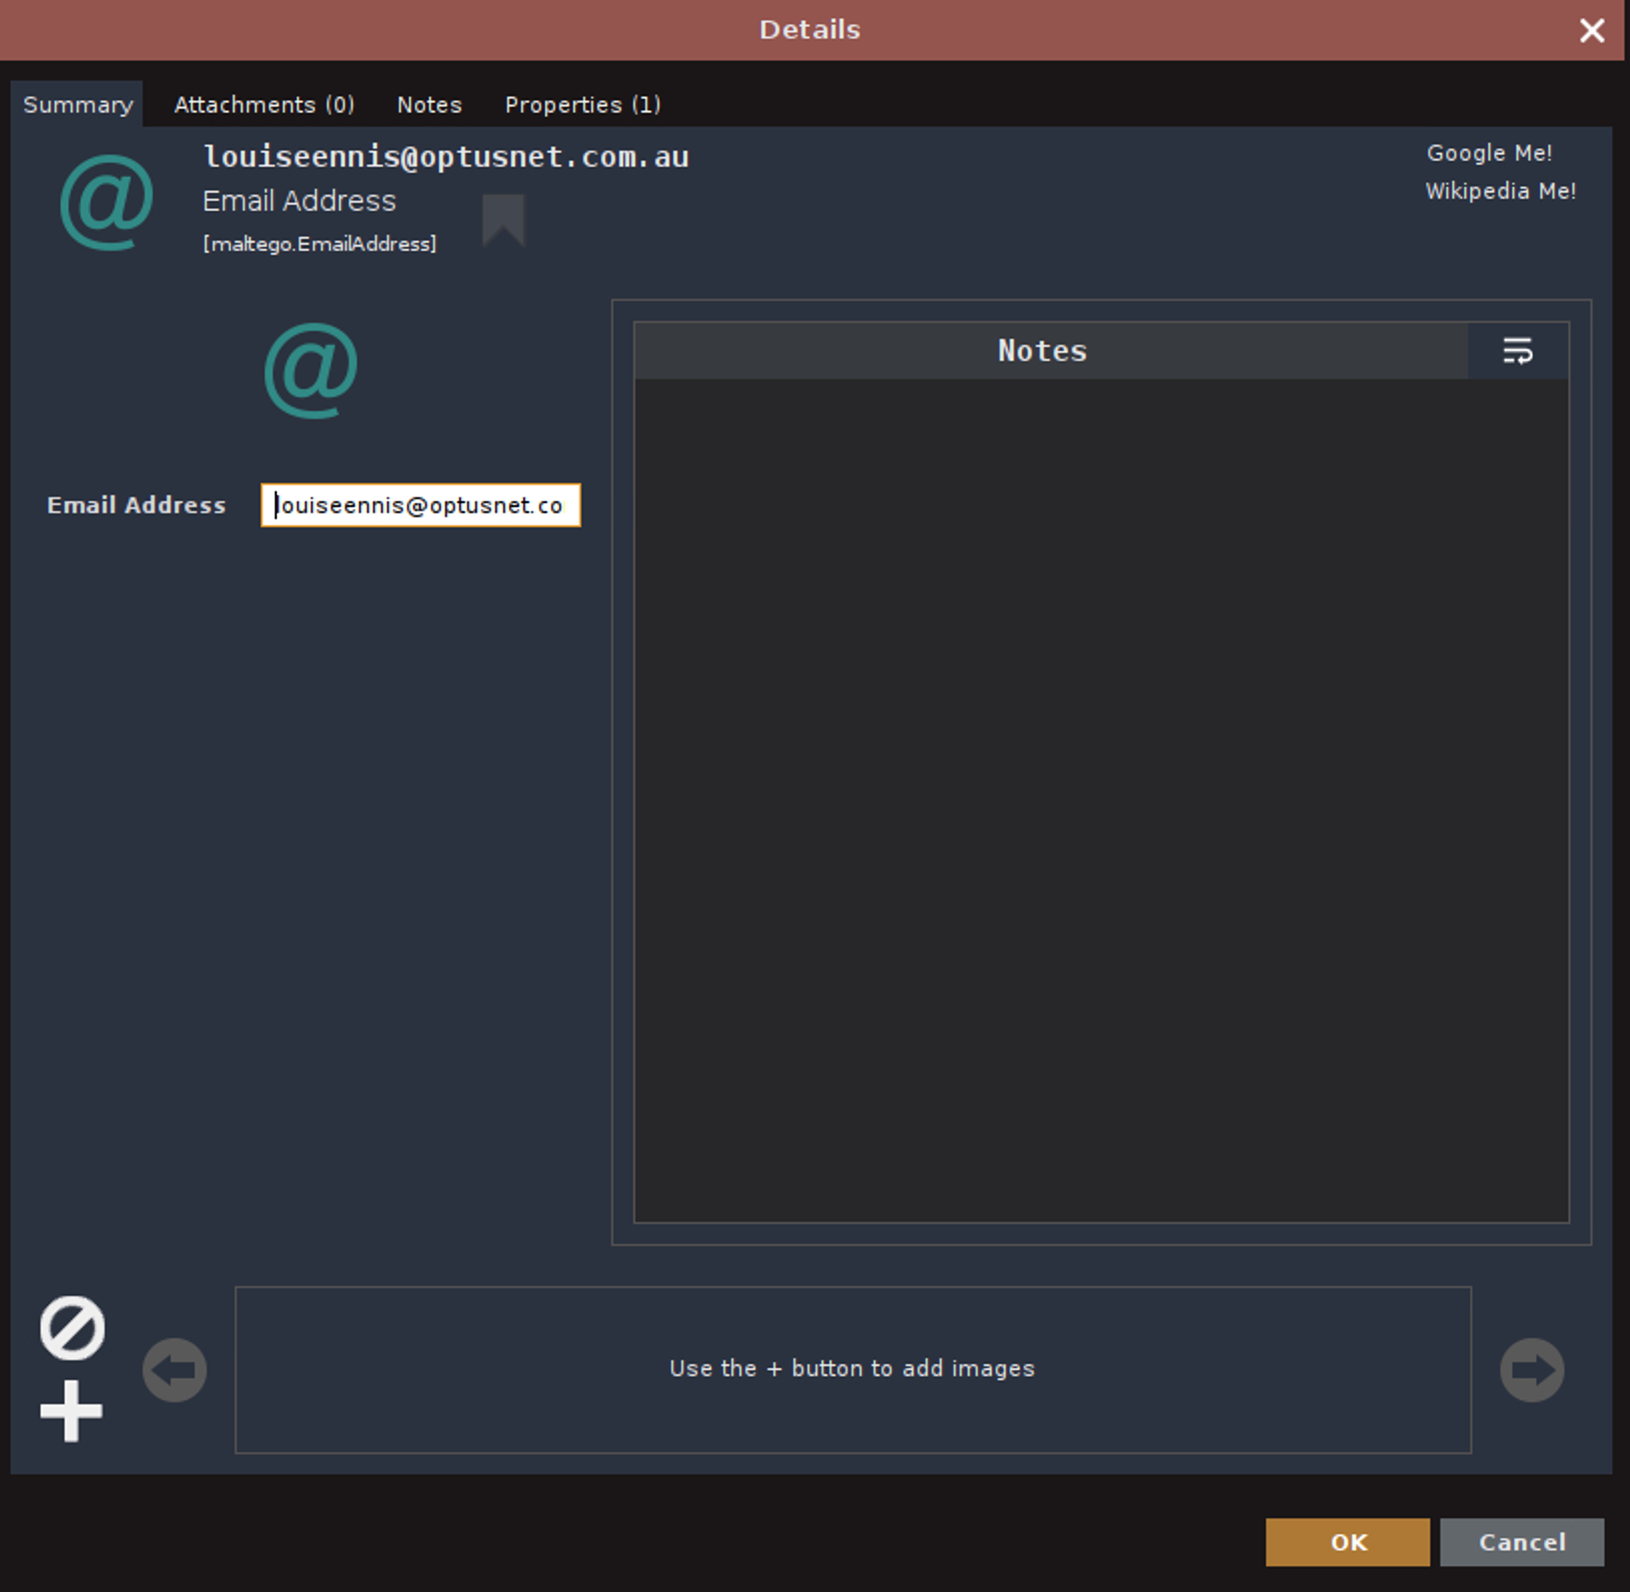 Details
Summary Attachments (0) Notes Properties (1)
louiseennis@optusnet.com.au
Email Address
[maltego.EmailAddress]
Google Me!
Wikipedia Me!
Notes
Email Address louiseennis@optusnet.co
Use the + button to add images
OK Cancel